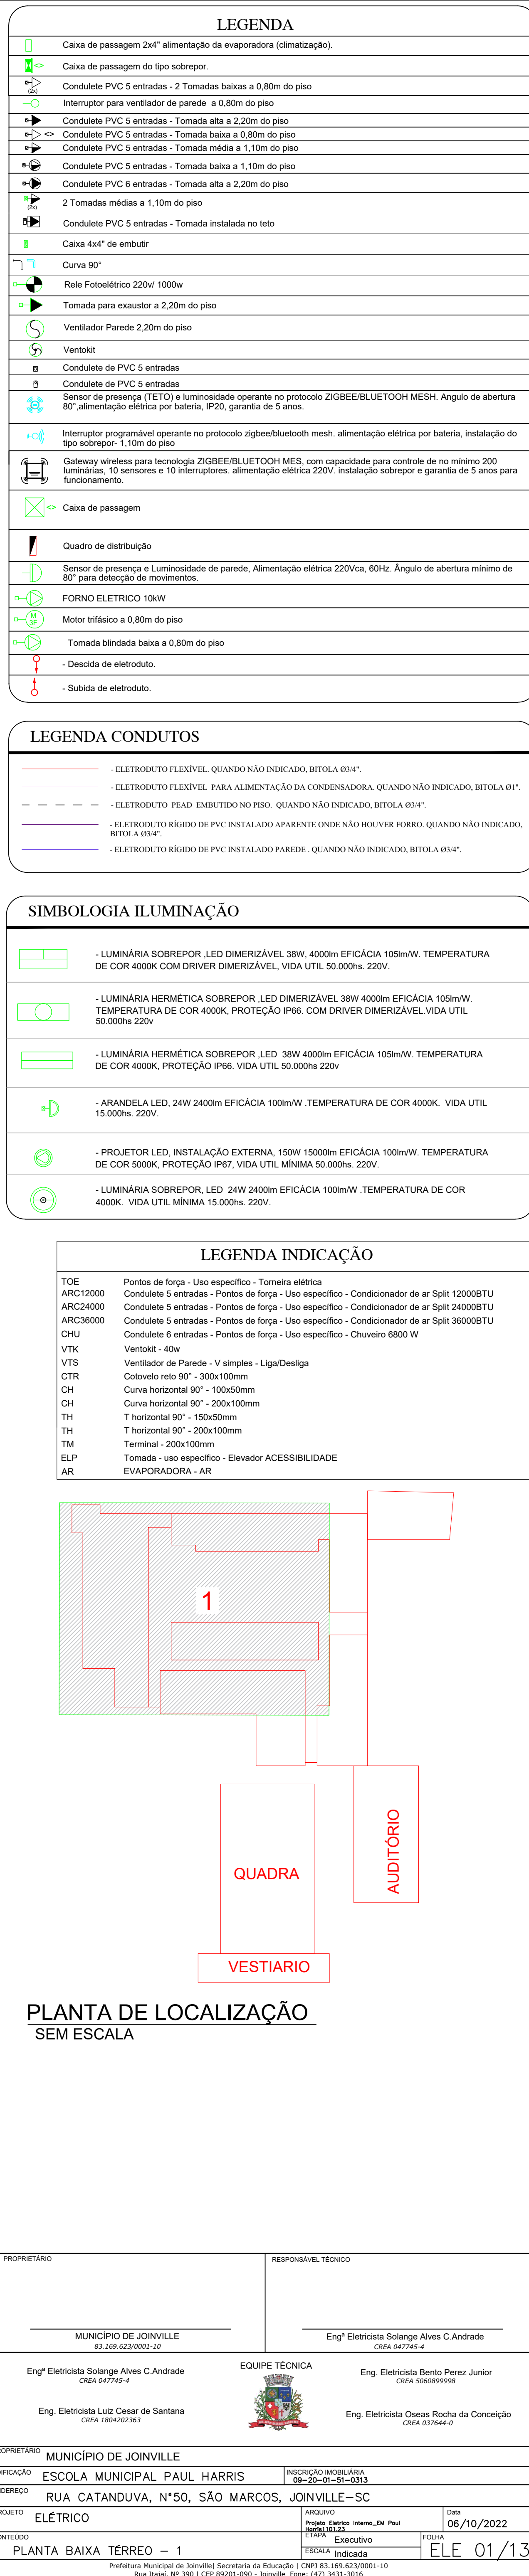 LEGENDA
Caixa de passagem 2x4" alimentação da evaporadora (climatização).
<> Caixa de passagem do tipo sobrepor.
(2x) Condulete PVC 5 entradas - 2 Tomadas baixas a 0,80m do piso
Interruptor para ventilador de parede a 0,80m do piso
Condulete PVC 5 entradas - Tomada alta a 2,20m do piso
<> Condulete PVC 5 entradas - Tomada baixa a 0,80m do piso
Condulete PVC 5 entradas - Tomada média a 1,10m do piso
Condulete PVC 5 entradas - Tomada baixa a 1,10m do piso
Condulete PVC 6 entradas - Tomada alta a 2,20m do piso
(2x) 2 Tomadas médias a 1,10m do piso
Condulete PVC 5 entradas - Tomada instalada no teto
Caixa 4x4" de embutir
Curva 90°
Rele Fotoelétrico 220v/ 1000w
Tomada para exaustor a 2,20m do piso
Ventilador Parede 2,20m do piso
Ventokit
Condulete de PVC 5 entradas
Condulete de PVC 5 entradas
Sensor de presença (TETO) e luminosidade operante no protocolo ZIGBEE/BLUETOOH MESH. Angulo de abertura
80°,alimentação elétrica por bateria, IP20, garantia de 5 anos.
Interruptor programável operante no protocolo zigbee/bluetooth mesh. alimentação elétrica por bateria, instalação do
tipo sobrepor- 1,10m do piso
Gateway wireless para tecnologia ZIGBEE/BLUETOOH MES, com capacidade para controle de no mínimo 200
luminárias, 10 sensores e 10 interruptores. alimentação elétrica 220V. instalação sobrepor e garantia de 5 anos para
funcionamento.
<> Caixa de passagem
Quadro de distribuição
Sensor de presença e Luminosidade de parede, Alimentação elétrica 220Vca, 60Hz. Ângulo de abertura mínimo de
80° para detecção de movimentos.
FORNO ELETRICO 10kW
M
3F
Motor trifásico a 0,80m do piso
Tomada blindada baixa a 0,80m do piso
- Descida de eletroduto.
- Subida de eletroduto.
LEGENDA CONDUTOS
- ELETRODUTO FLEXÍVEL. QUANDO NÃO INDICADO, BITOLA Ø3/4".
- ELETRODUTO FLEXÍVEL PARA ALIMENTAÇÃO DA CONDENSADORA. QUANDO NÃO INDICADO, BITOLA Ø1".
- ELETRODUTO PEAD EMBUTIDO NO PISO. QUANDO NÃO INDICADO, BITOLA Ø3/4".
- ELETRODUTO RÍGIDO DE PVC INSTALADO APARENTE ONDE NÃO HOUVER FORRO. QUANDO NÃO INDICADO,
BITOLA Ø3/4".
- ELETRODUTO RÍGIDO DE PVC INSTALADO PAREDE . QUANDO NÃO INDICADO, BITOLA Ø3/4".
SIMBOLOGIA ILUMINAÇÃO
- LUMINÁRIA SOBREPOR ,LED DIMERIZÁVEL 38W, 4000lm EFICÁCIA 105lm/W. TEMPERATURA
DE COR 4000K COM DRIVER DIMERIZÁVEL, VIDA UTIL 50.000hs. 220V.
- LUMINÁRIA HERMÉTICA SOBREPOR ,LED DIMERIZÁVEL 38W 4000lm EFICÁCIA 105lm/W.
TEMPERATURA DE COR 4000K, PROTEÇÃO IP66. COM DRIVER DIMERIZÁVEL.VIDA UTIL
50.000hs 220v
- LUMINÁRIA HERMÉTICA SOBREPOR ,LED 38W 4000lm EFICÁCIA 105lm/W. TEMPERATURA
DE COR 4000K, PROTEÇÃO IP66. VIDA UTIL 50.000hs 220v
- ARANDELA LED, 24W 2400lm EFICÁCIA 100lm/W .TEMPERATURA DE COR 4000K. VIDA UTIL
15.000hs. 220V.
- PROJETOR LED, INSTALAÇÃO EXTERNA, 150W 15000lm EFICÁCIA 100lm/W. TEMPERATURA
DE COR 5000K, PROTEÇÃO IP67, VIDA UTIL MÍNIMA 50.000hs. 220V.
- LUMINÁRIA SOBREPOR, LED 24W 2400lm EFICÁCIA 100lm/W .TEMPERATURA DE COR
4000K. VIDA UTIL MÍNIMA 15.000hs. 220V.
LEGENDA INDICAÇÃO
TOE Pontos de força - Uso específico - Torneira elétrica
ARC12000 Condulete 5 entradas - Pontos de força - Uso específico - Condicionador de ar Split 12000BTU
ARC24000 Condulete 5 entradas - Pontos de força - Uso específico - Condicionador de ar Split 24000BTU
ARC36000 Condulete 5 entradas - Pontos de força - Uso específico - Condicionador de ar Split 36000BTU
CHU Condulete 6 entradas - Pontos de força - Uso específico - Chuveiro 6800 W
VTK Ventokit - 40w
VTS Ventilador de Parede - V simples - Liga/Desliga
CTR Cotovelo reto 90° - 300x100mm
CH Curva horizontal 90° - 100x50mm
CH Curva horizontal 90° - 200x100mm
TH T horizontal 90° - 150x50mm
TH T horizontal 90° - 200x100mm
TM Terminal - 200x100mm
ELP Tomada - uso específico - Elevador ACESSIBILIDADE
AR EVAPORADORA - AR
1
AUDITÓRIO
QUADRA
VESTIARIO
PLANTA DE LOCALIZAÇÃO
SEM ESCALA
PROPRIETÁRIO RESPONSÁVEL TÉCNICO
MUNICÍPIO DE JOINVILLE Engª Eletricista Solange Alves C.Andrade
83.169.623/0001-10 CREA 047745-4
EQUIPE TÉCNICA
Engª Eletricista Solange Alves C.Andrade Eng. Eletricista Bento Perez Junior
CREA 047745-4 CREA 5060899998
Eng. Eletricista Luiz Cesar de Santana Eng. Eletricista Oseas Rocha da Conceição
CREA 1804202363 CREA 037644-0
ROPRIETÁRIO MUNICÍPIO DE JOINVILLE
IFICAÇÃO ESCOLA MUNICIPAL PAUL HARRIS INSCRIÇÃO IMOBILIÁRIA
09-20-01-51-0313
NDEREÇO RUA CATANDUVA, N°50, SÃO MARCOS, JOINVILLE-SC
ROJETO ELÉTRICO ARQUIVO Data
Projeto Eletrico Interno_EM Paul
Harris1101.23
06/10/2022
ONTEÚDO PLANTA BAIXA TÉRREO - 1 ETAPA Executivo FOLHA
ESCALA Indicada ELE 01/13
Prefeitura Municipal de Joinville| Secretaria da Educação | CNPJ 83.169.623/0001-10
Rua Itajaí, Nº 390 | CEP 89201-090 - Joinville. Fone: (47) 3431-3016